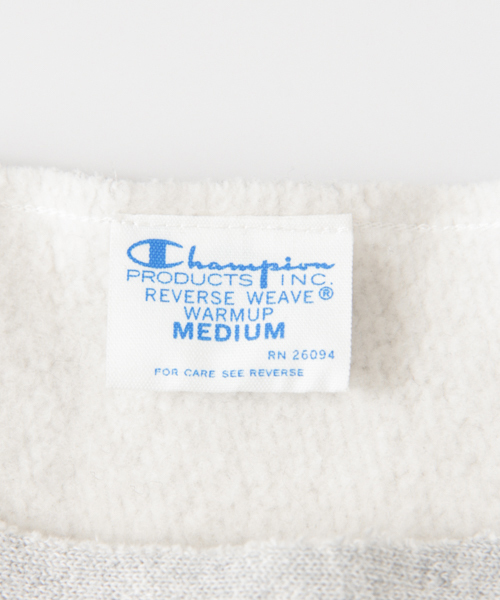 Champion
PRODUCTS INC.
REVERSE WEAVE®
WARMUP
MEDIUM
RN 26094
FOR CARE SEE REVERSE